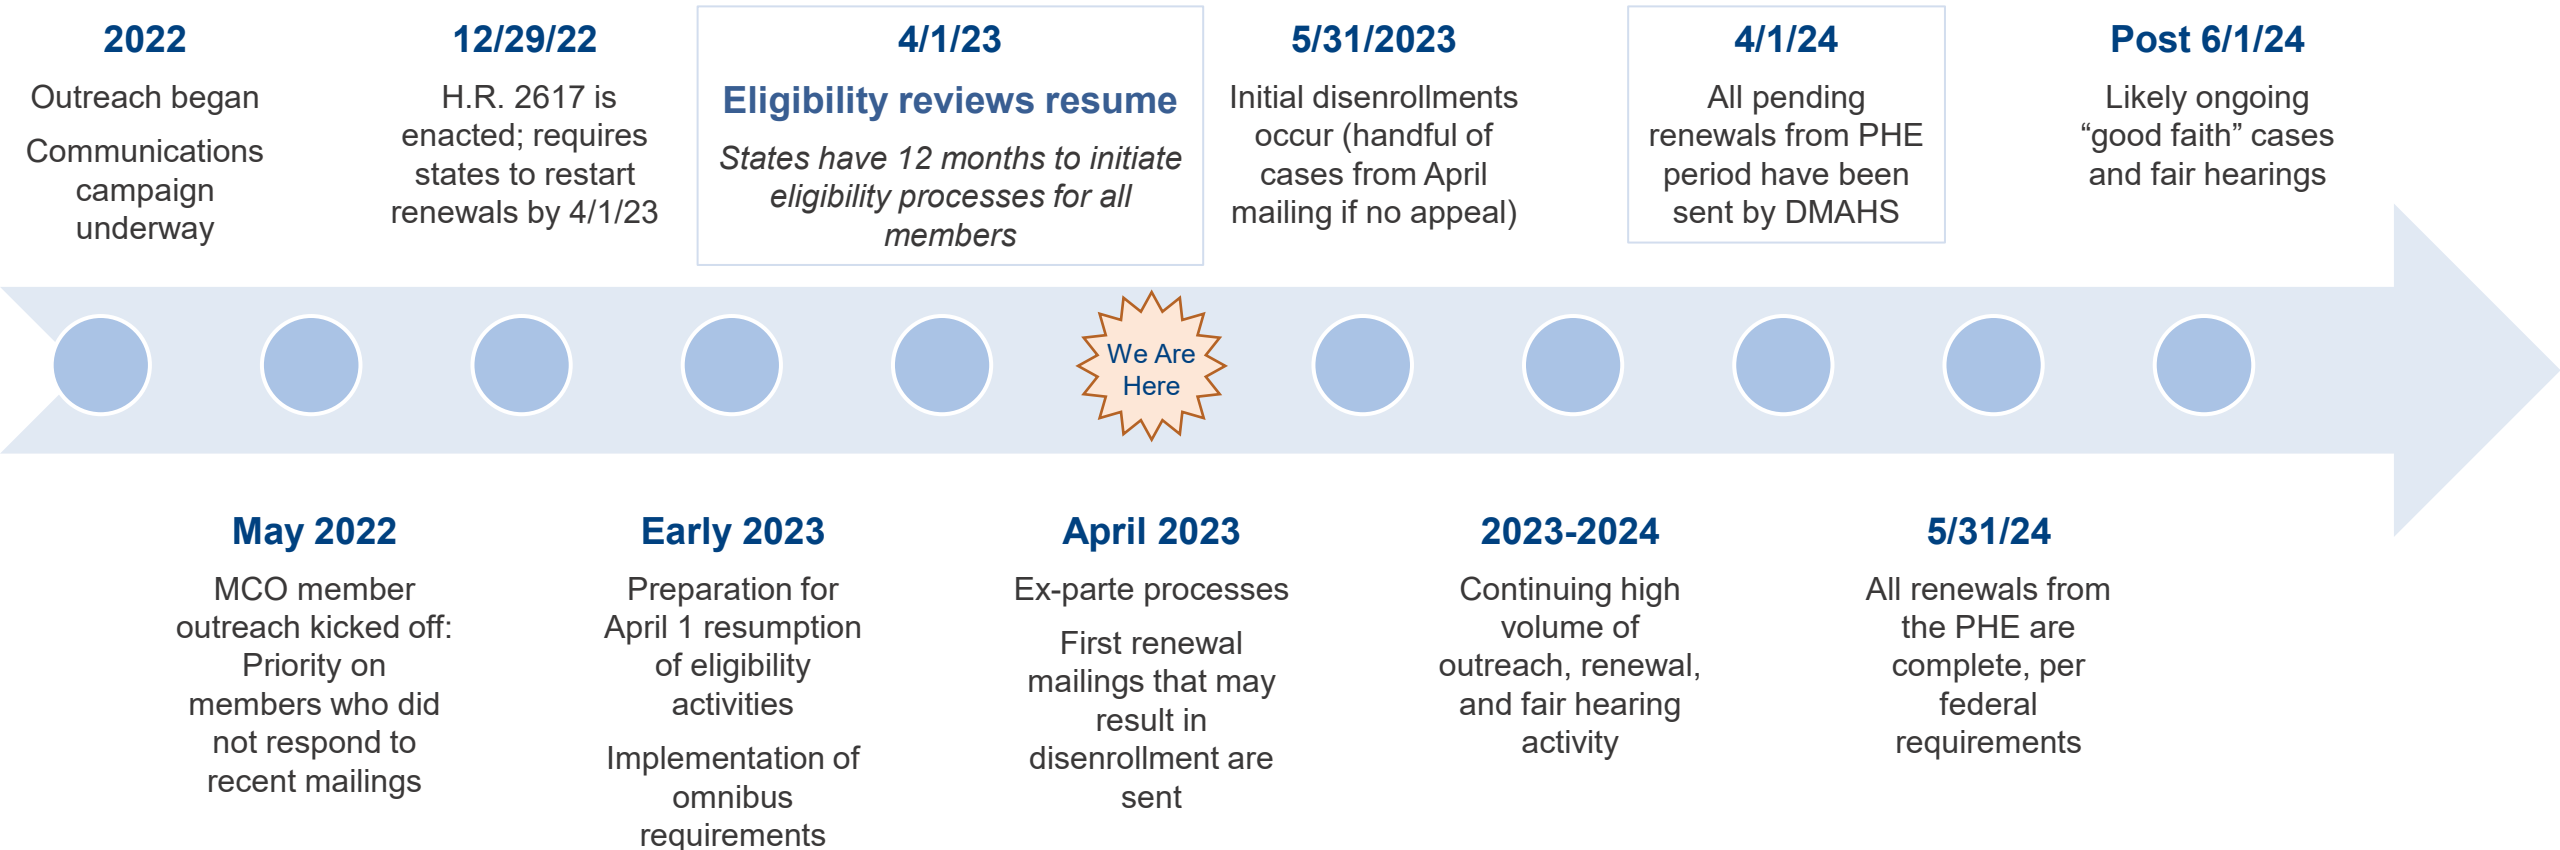 2022
Outreach began
Communications
campaign
underway
12/29/22
H.R. 2617 is
enacted; requires
states to restart
renewals by 4/1/23
4/1/23
Eligibility reviews resume
States have 12 months to initiate
eligibility processes for all
members
5/31/2023
Initial disenrollments
occur (handful of
cases from April
mailing if no appeal)
4/1/24
All pending
renewals from PHE
period have been
sent by DMAHS
Post 6/1/24
Likely ongoing
“good faith” cases
and fair hearings
We Are
Here
May 2022
MCO member
outreach kicked off:
Priority on
members who did
not respond to
recent mailings
Early 2023
Preparation for
April 1 resumption
of eligibility
activities
Implementation of
omnibus
requirements
April 2023
Ex-parte processes
First renewal
mailings that may
result in
disenrollment are
sent
2023-2024
Continuing high
volume of
outreach, renewal,
and fair hearing
activity
5/31/24
All renewals from
the PHE are
complete, per
federal
requirements